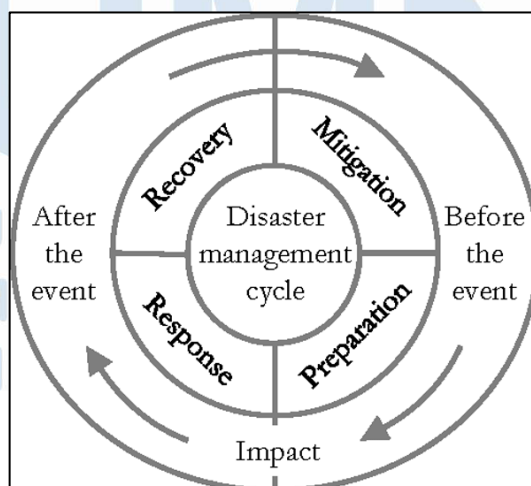 Recovery
Mitigation
After
the
event
Disaster
management
cycle
Before
the
event
Response
Preparation
Impact